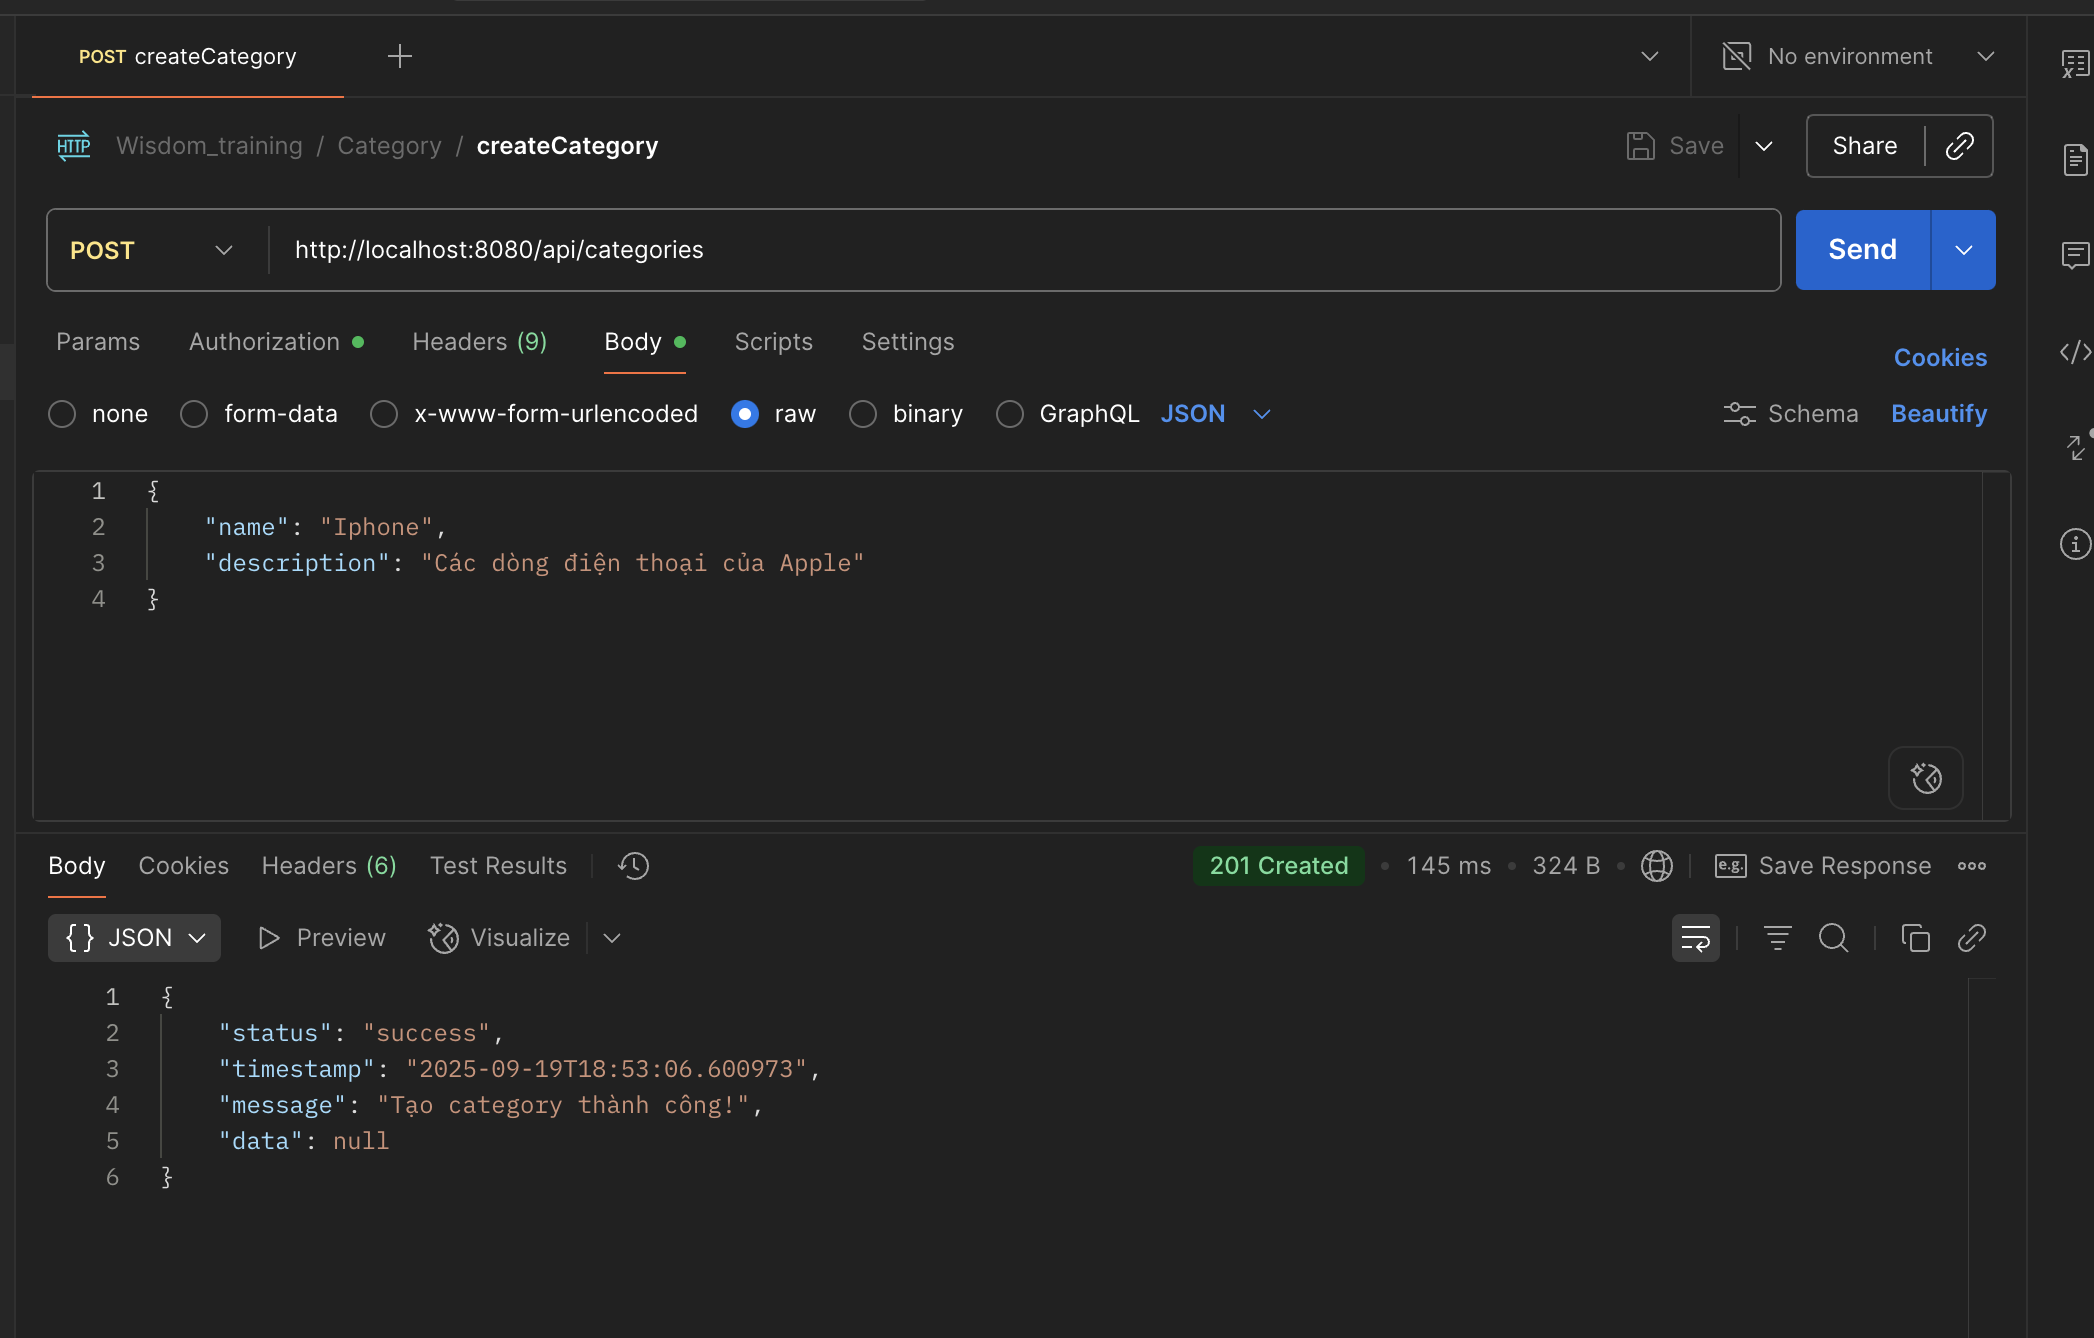 POST createCategory
No environment
HTTP Wisdom_training / Category / createCategory
Save
Share
POST http://localhost:8080/api/categories
Send
Params Authorization Headers (9) Body Scripts Settings
Cookies
none form-data x-www-form-urlencoded raw binary GraphQL JSON
Schema Beautify
1 {
2 "name": "Iphone",
3 "description": "Các dòng điện thoại của Apple"
4 }
Body Cookies Headers (6) Test Results
201 Created • 145 ms • 324 B •
e.g. Save Response
{} JSON Preview Visualize
1 {
2 "status": "success",
3 "timestamp": "2025-09-19T18:53:06.600973",
4 "message": "Tạo category thành công!",
5 "data": null
6 }